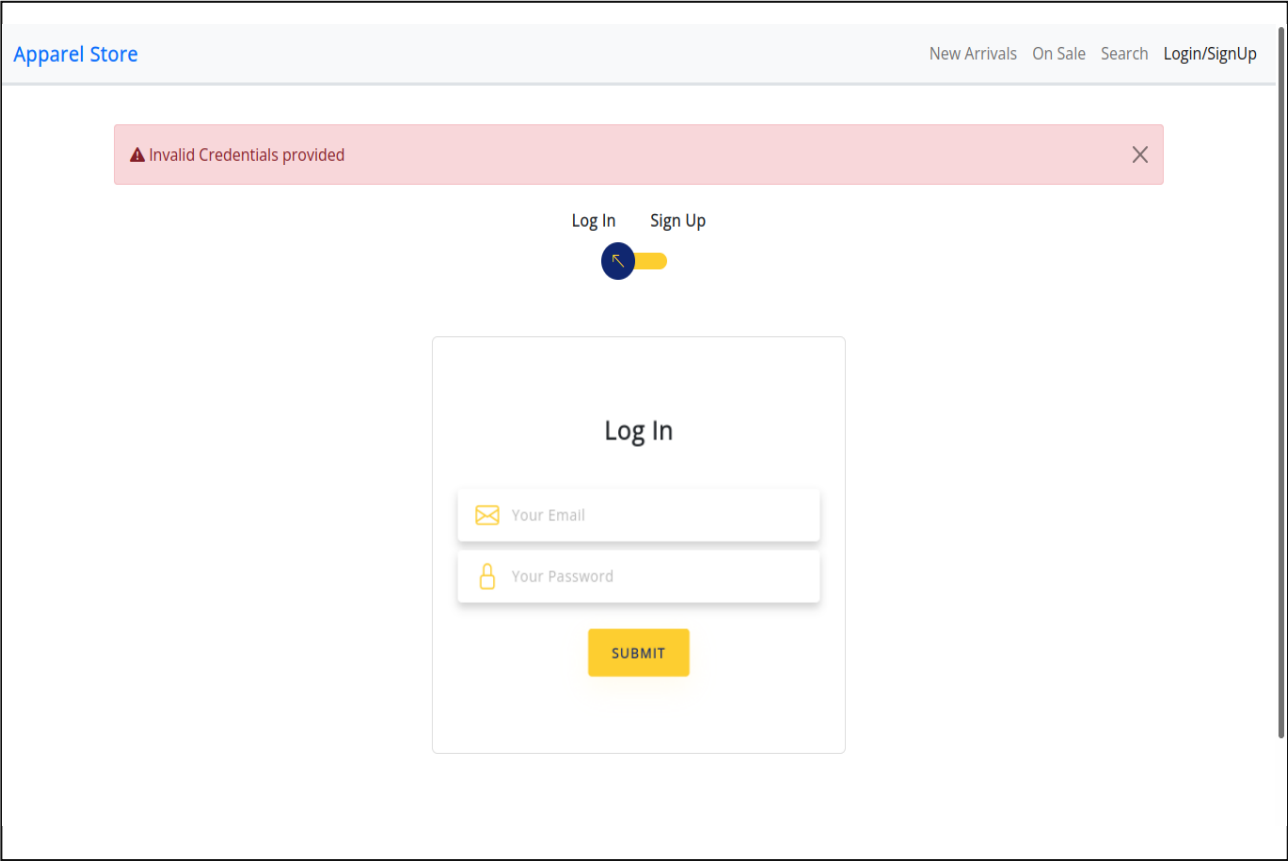 Apparel Store
New Arrivals On Sale Search Login/SignUp
Invalid Credentials provided
Log In Sign Up
Log In
Your Email
Your Password
SUBMIT